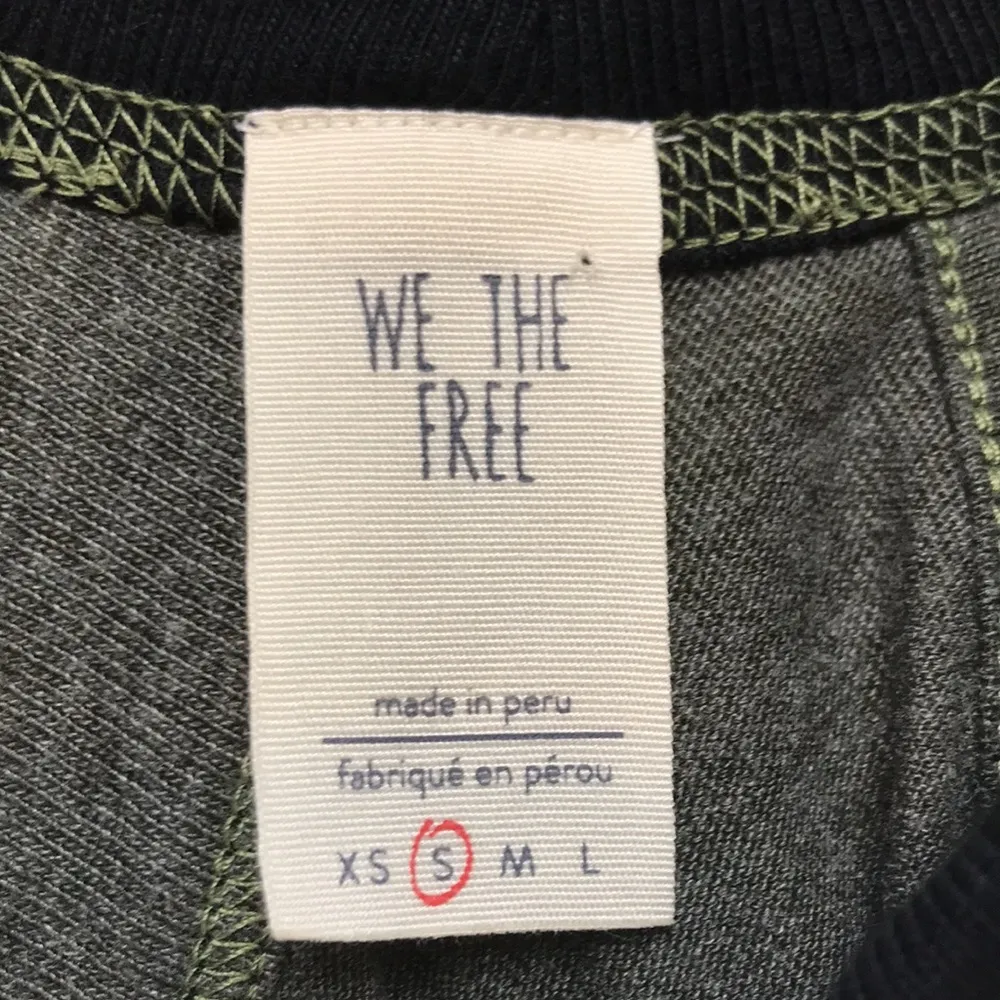 WE THE
FREE
made in peru
fabriqué en pérou
XS S M L